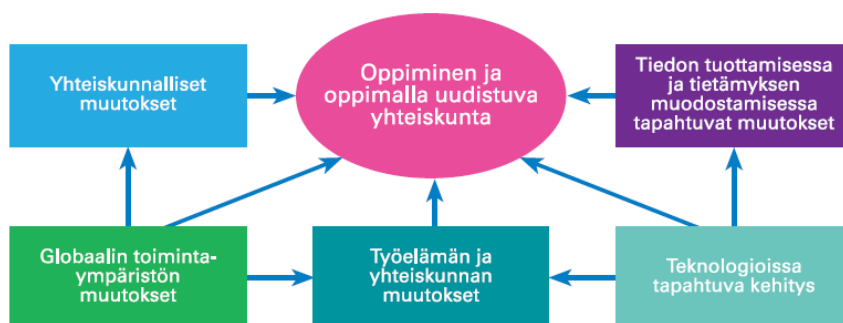 Yhteiskunnalliset
muutokset
Oppiminen ja
oppimalla uudistuva
yhteiskunta
Tiedon tuottamisessa
ja tietämyksen
muodostamisessa
tapahtuvat muutokset
Globaalin toiminta-
ympäristön
muutokset
Työelämän ja
yhteiskunnan
muutokset
Teknologioissa
tapahtuva kehitys